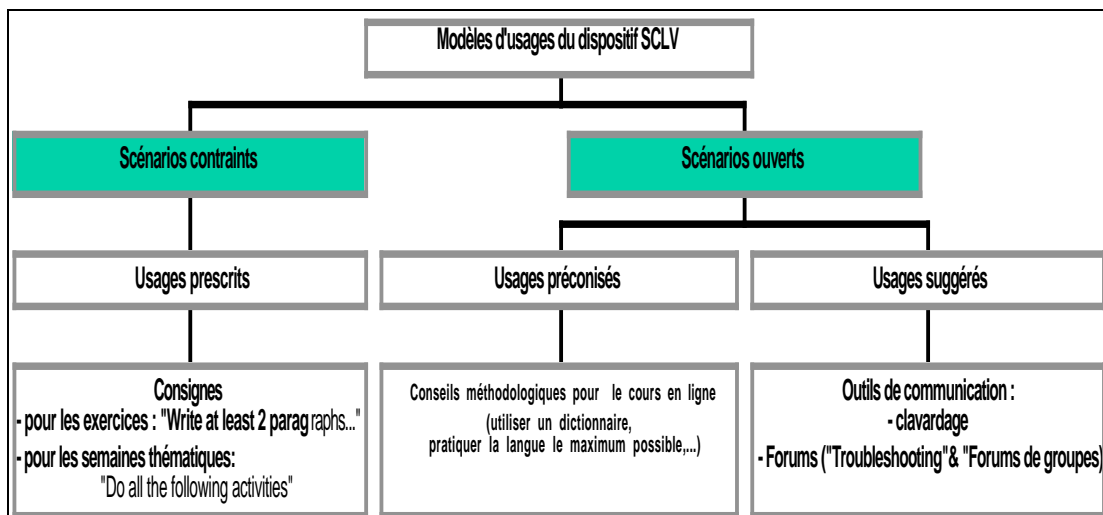 Modèles d'usages du dispositif SCLV
Scénarios contraints
Scénarios ouverts
Usages prescrits
Usages préconisés
Usages suggérés
Consignes
- pour les exercices : "Write at least 2 paragraphs..."
- pour les semaines thématiques:
"Do all the following activities"
Conseils méthodologiques pour le cours en ligne
(utiliser un dictionnaire,
pratiquer la langue le maximum possible,...)
Outils de communication :
- clavardage
- Forums ("Troubleshooting"& "Forums de groupes)